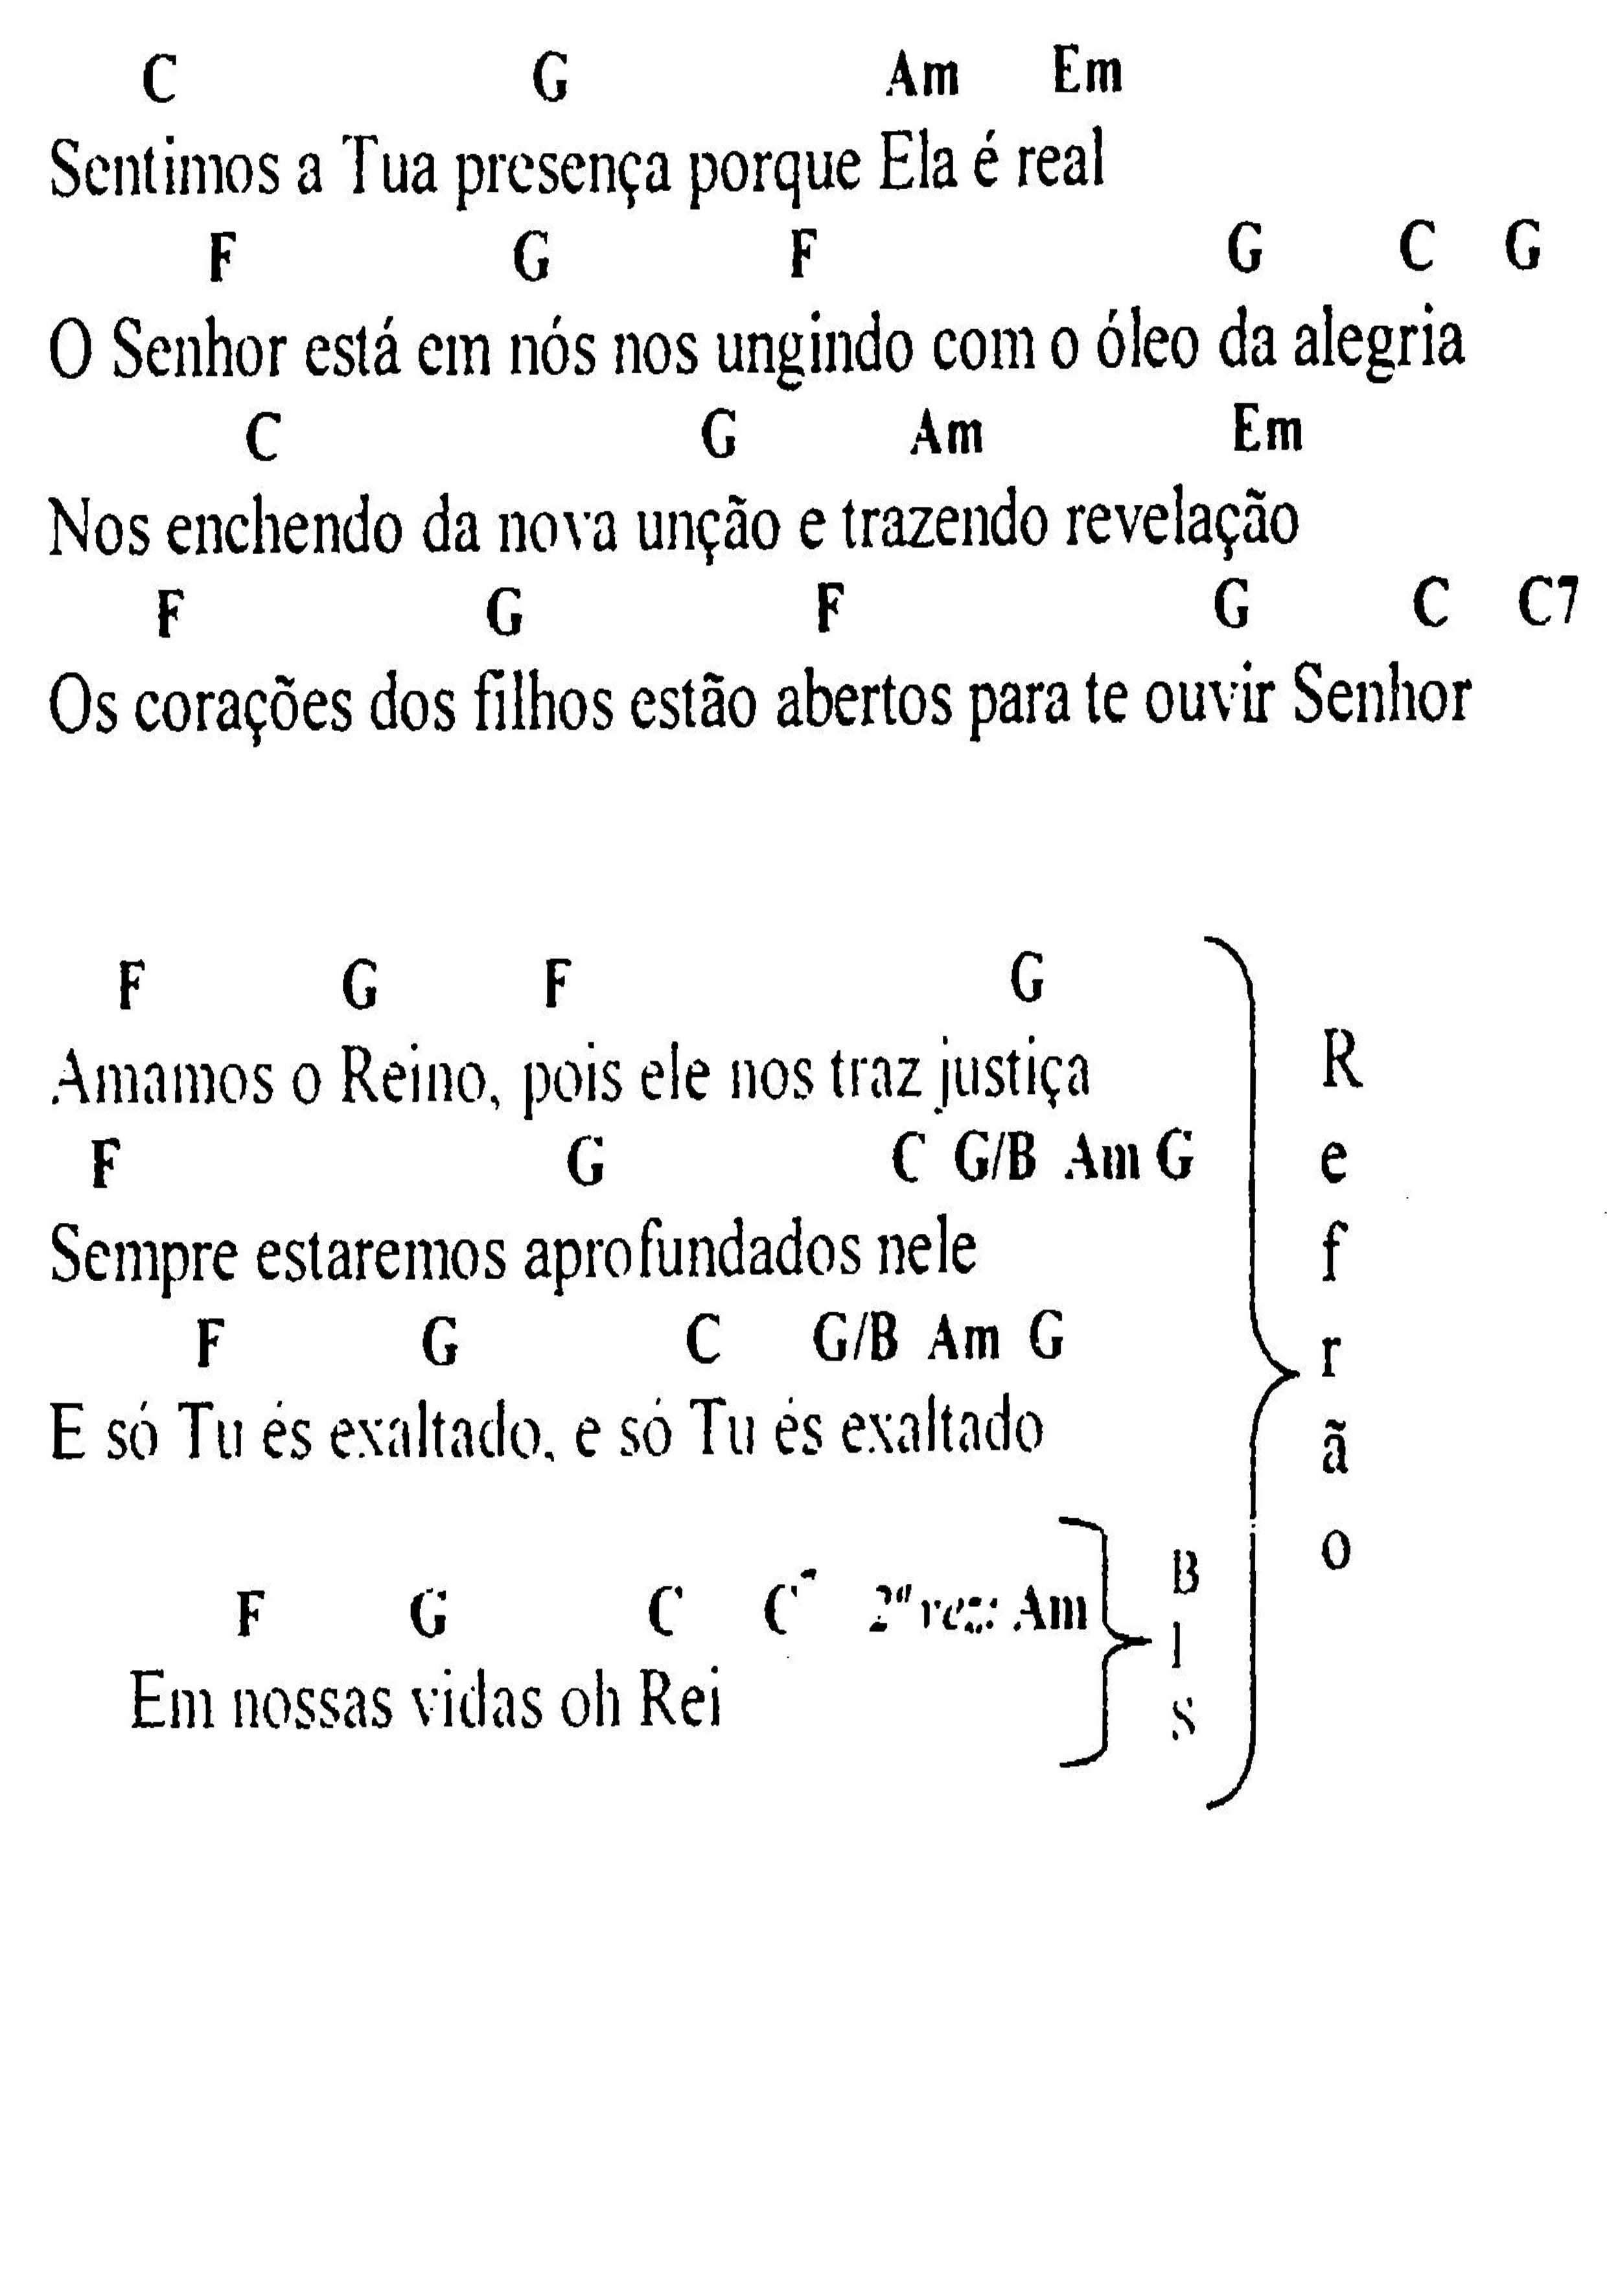 C G Am Em
Sentimos a Tua presença porque Ela é real
F G F G C G
O Senhor está em nós nos ungindo com o óleo da alegria
C G Am Em
Nos enchendo da nova unção e trazendo revelação
F G F G C C7
Os corações dos filhos estão abertos para te ouvir Senhor
F G F G
Amamos o Reino, pois ele nos traz justiça
F G C G/B Am G
Sempre estaremos aprofundados nele
F G C G/B Am G
E só Tu és exaltado, e só Tu és exaltado
F G C 2ª vez: Am
Em nossas vidas oh Rei
B
I
S
R
e
f
r
ã
o